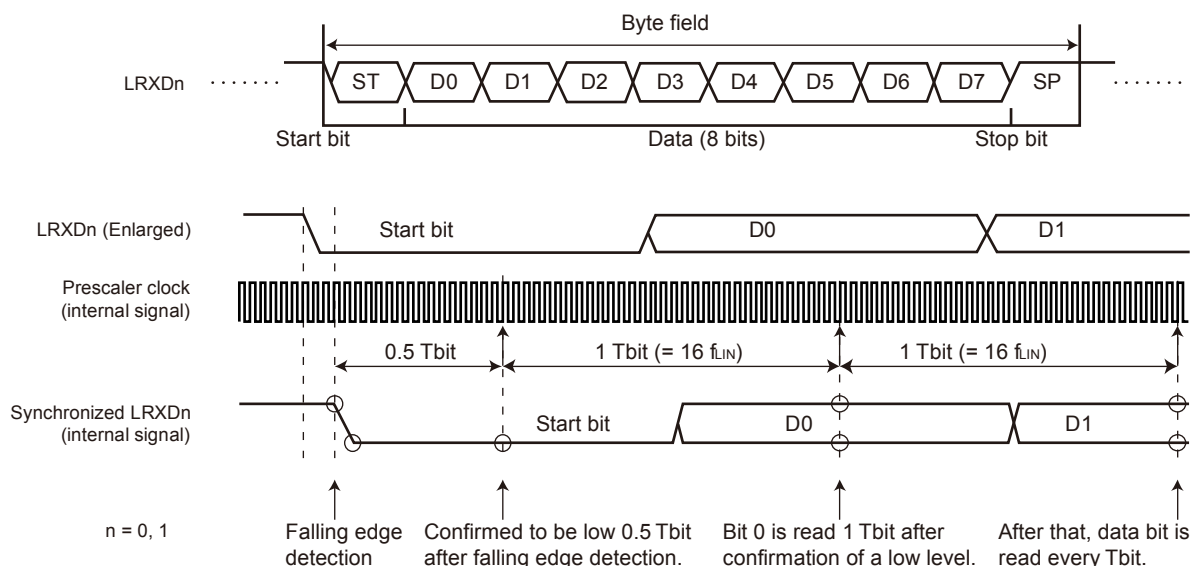 Byte field
LRXDn ST D0 D1 D2 D3 D4 D5 D6 D7 SP
Start bit Data (8 bits) Stop bit
LRXDn (Enlarged) Start bit D0 D1
Prescaler clock
(internal signal)
0.5 Tbit 1 Tbit (= 16 fLIN) 1 Tbit (= 16 fLIN)
Synchronized LRXDn
(internal signal)
Start bit D0 D1
n = 0, 1
Falling edge
detection
Confirmed to be low 0.5 Tbit
after falling edge detection.
Bit 0 is read 1 Tbit after
confirmation of a low level.
After that, data bit is
read every Tbit.